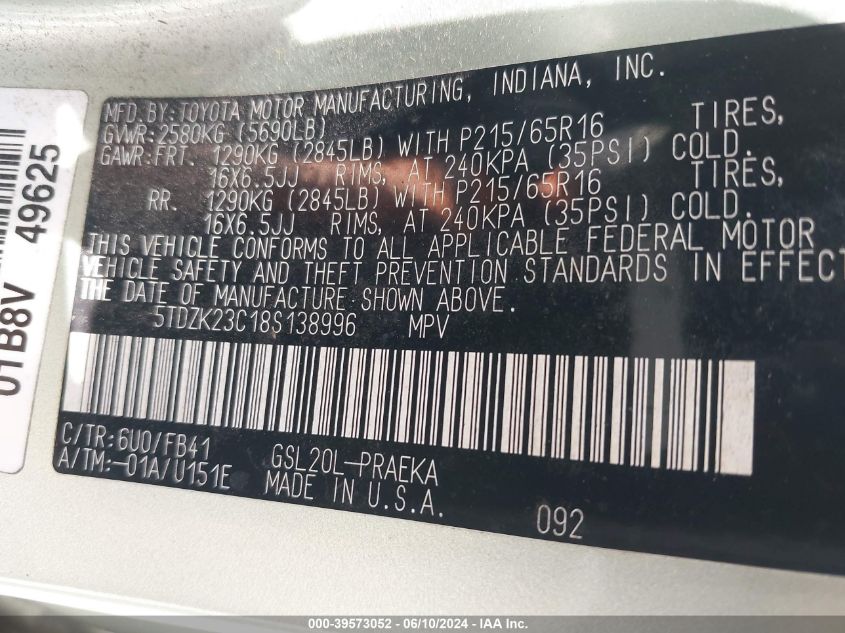 MFD.BY:TOYOTA MOTOR MANUFACTURING, INDIANA, INC.
GVWR:2580KG (5690LB)
GAWR:FRT. 1290KG (2845LB) WITH P215/65R16 TIRES,
16X6.5JJ RIMS, AT 240KPA (35PSI) COLD.
RR. 1290KG (2845LB) WITH P215/65R16 TIRES,
16X6.5JJ RIMS, AT 240KPA (35PSI) COLD.
THIS VEHICLE CONFORMS TO ALL APPLICABLE FEDERAL MOTOR
VEHICLE SAFETY AND THEFT PREVENTION STANDARDS IN EFFECT
THE DATE OF MANUFACTURE SHOWN ABOVE.
5TDZK23C18S138996 MPV
C/TR:6U0/FB41
A/TM:-01A/U151E
GSL20L-PRAEKA
MADE IN U.S.A.
092
01B8V 49625
000-39573052 - 06/10/2024 - IAA Inc.